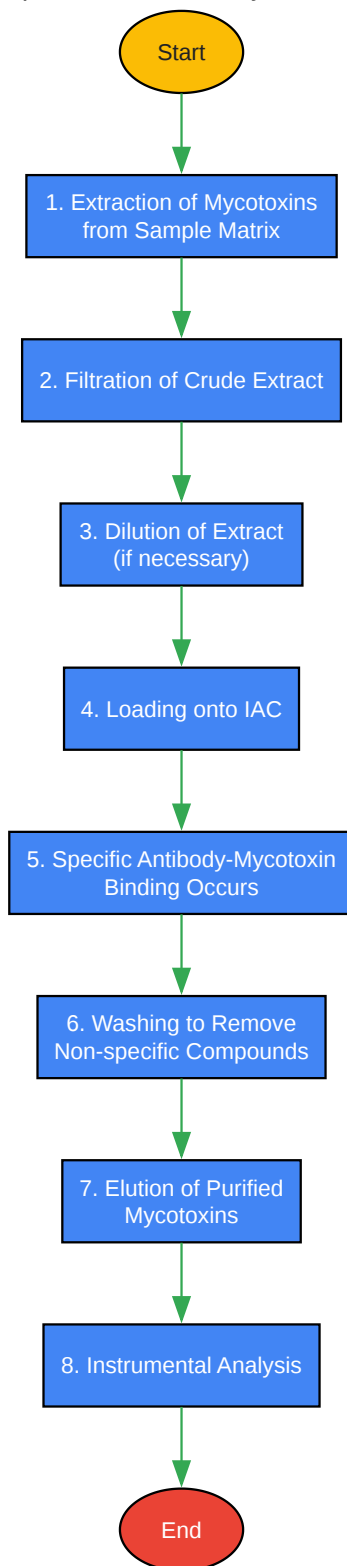 Start
1. Extraction of Mycotoxins
from Sample Matrix
2. Filtration of Crude Extract
3. Dilution of Extract
(if necessary)
4. Loading onto IAC
5. Specific Antibody-Mycotoxin
Binding Occurs
6. Washing to Remove
Non-specific Compounds
7. Elution of Purified
Mycotoxins
8. Instrumental Analysis
End